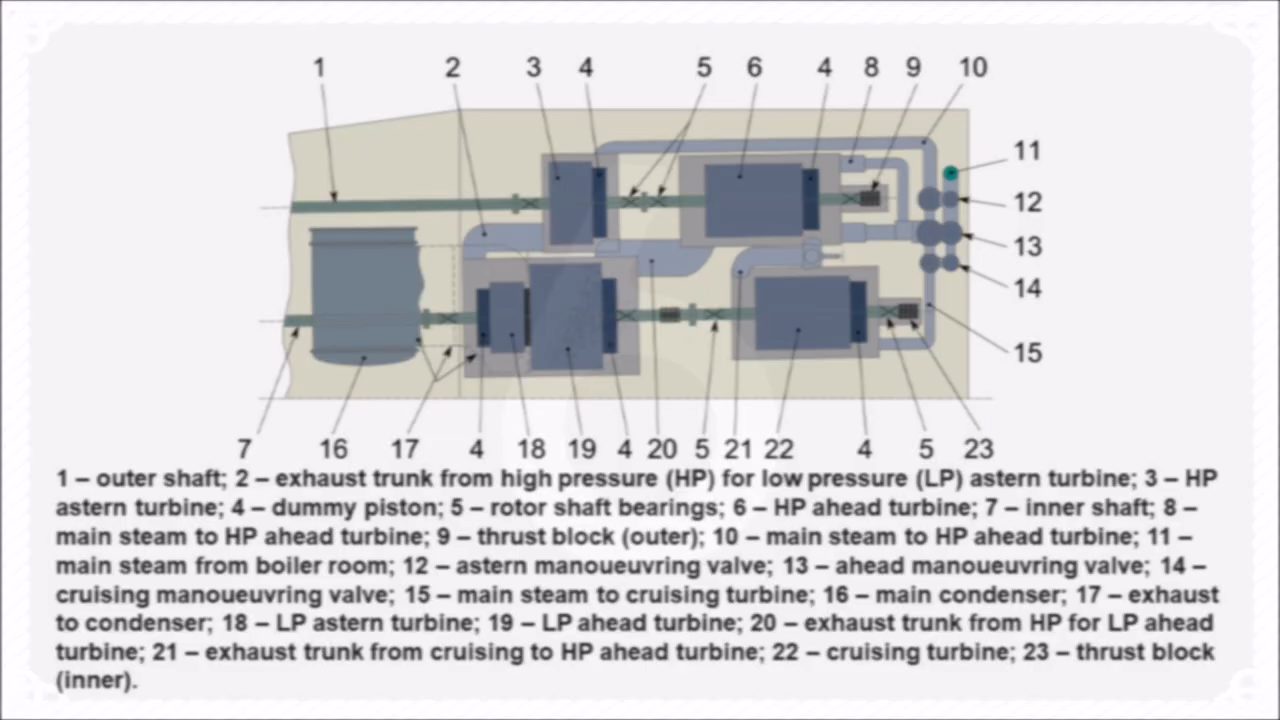 1 2 3 4 5 6 4 8 9 10
11
12
13
14
15
7 16 17 4 18 19 4 20 5 21 22 4 5 23
1 – outer shaft; 2 – exhaust trunk from high pressure (HP) for low pressure (LP) astern turbine; 3 – HP
astern turbine; 4 – dummy piston; 5 – rotor shaft bearings; 6 – HP ahead turbine; 7 – inner shaft; 8 –
main steam to HP ahead turbine; 9 – thrust block (outer); 10 – main steam to HP ahead turbine; 11 –
main steam from boiler room; 12 – astern manoueuvring valve; 13 – ahead manoueuvring valve; 14 –
cruising manoueuvring valve; 15 – main steam to cruising turbine; 16 – main condenser; 17 – exhaust
to condenser; 18 – LP astern turbine; 19 – LP ahead turbine; 20 – exhaust trunk from HP for LP ahead
turbine; 21 – exhaust trunk from cruising to HP ahead turbine; 22 – cruising turbine; 23 – thrust block
(inner).